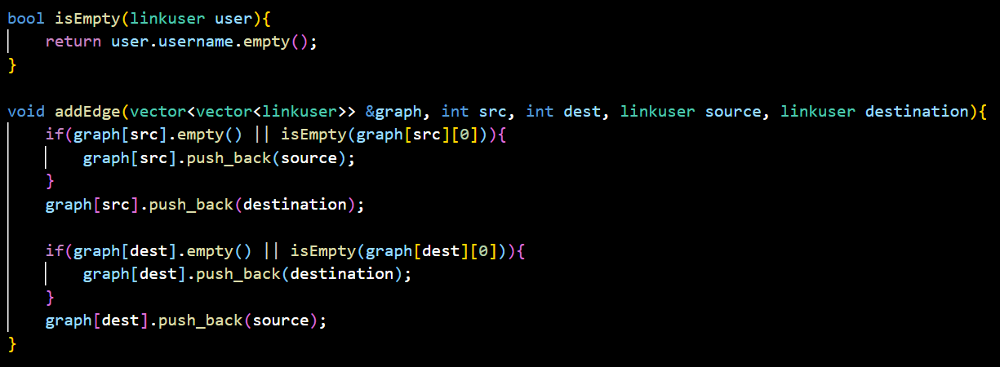 bool isEmpty(linkuser user){
    return user.username.empty();
}

void addEdge(vector<vector<linkuser>> &graph, int src, int dest, linkuser source, linkuser destination){
    if(graph[src].empty() || isEmpty(graph[src][0])){
        graph[src].push_back(source);
    }
    graph[src].push_back(destination);

    if(graph[dest].empty() || isEmpty(graph[dest][0])){
        graph[dest].push_back(destination);
    }
    graph[dest].push_back(source);
}